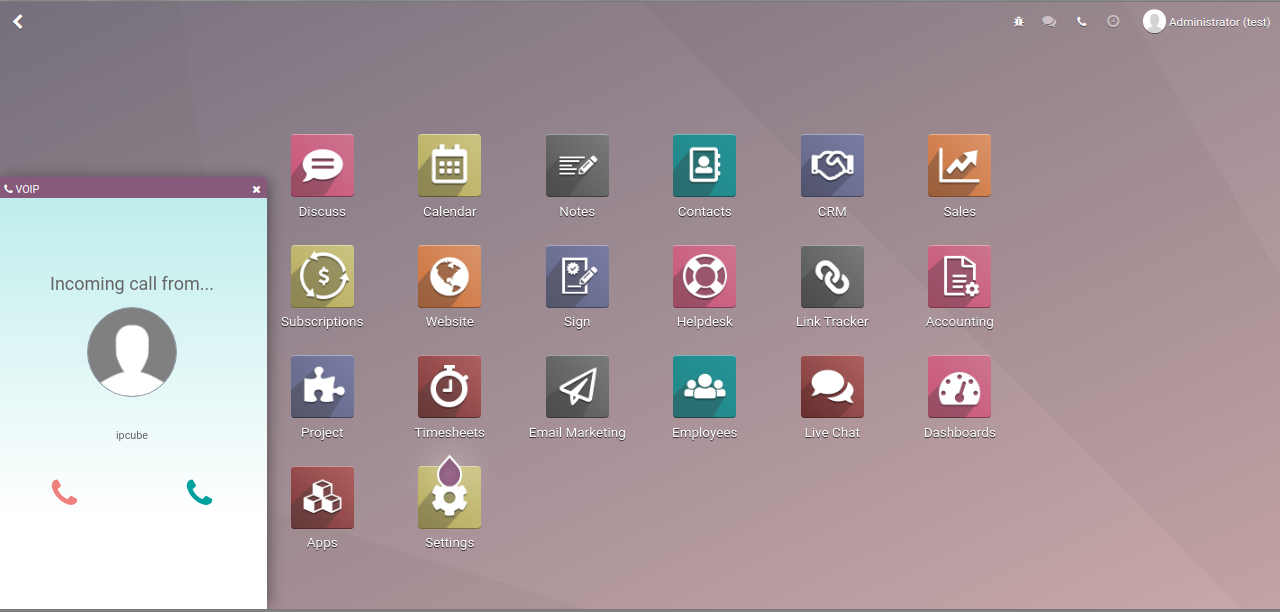 Administrator (test)
VOIP
Incoming call from...
ipcube
Discuss
Calendar
Notes
Contacts
CRM
Sales
Subscriptions
Website
Sign
Helpdesk
Link Tracker
Accounting
Project
Timesheets
Email Marketing
Employees
Live Chat
Dashboards
Apps
Settings